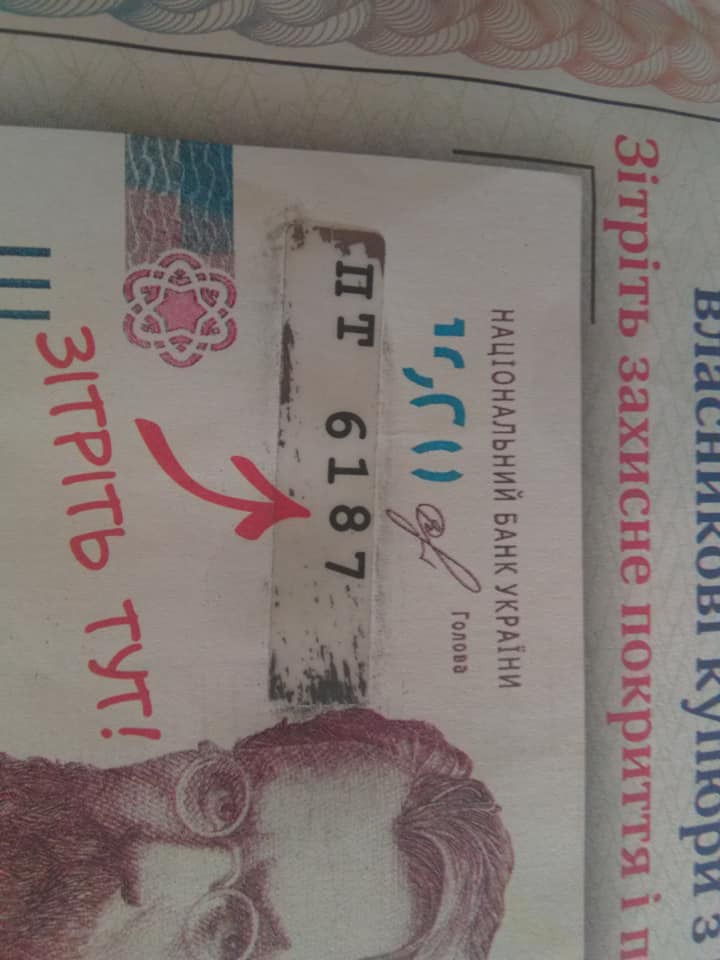 власникові купюри з
Зітріть захисне покриття і п
НАЦІОНАЛЬНИЙ БАНК УКРАЇНИ
Голова
ПТ 6187
ЗІТРІТЬ ТУТ!